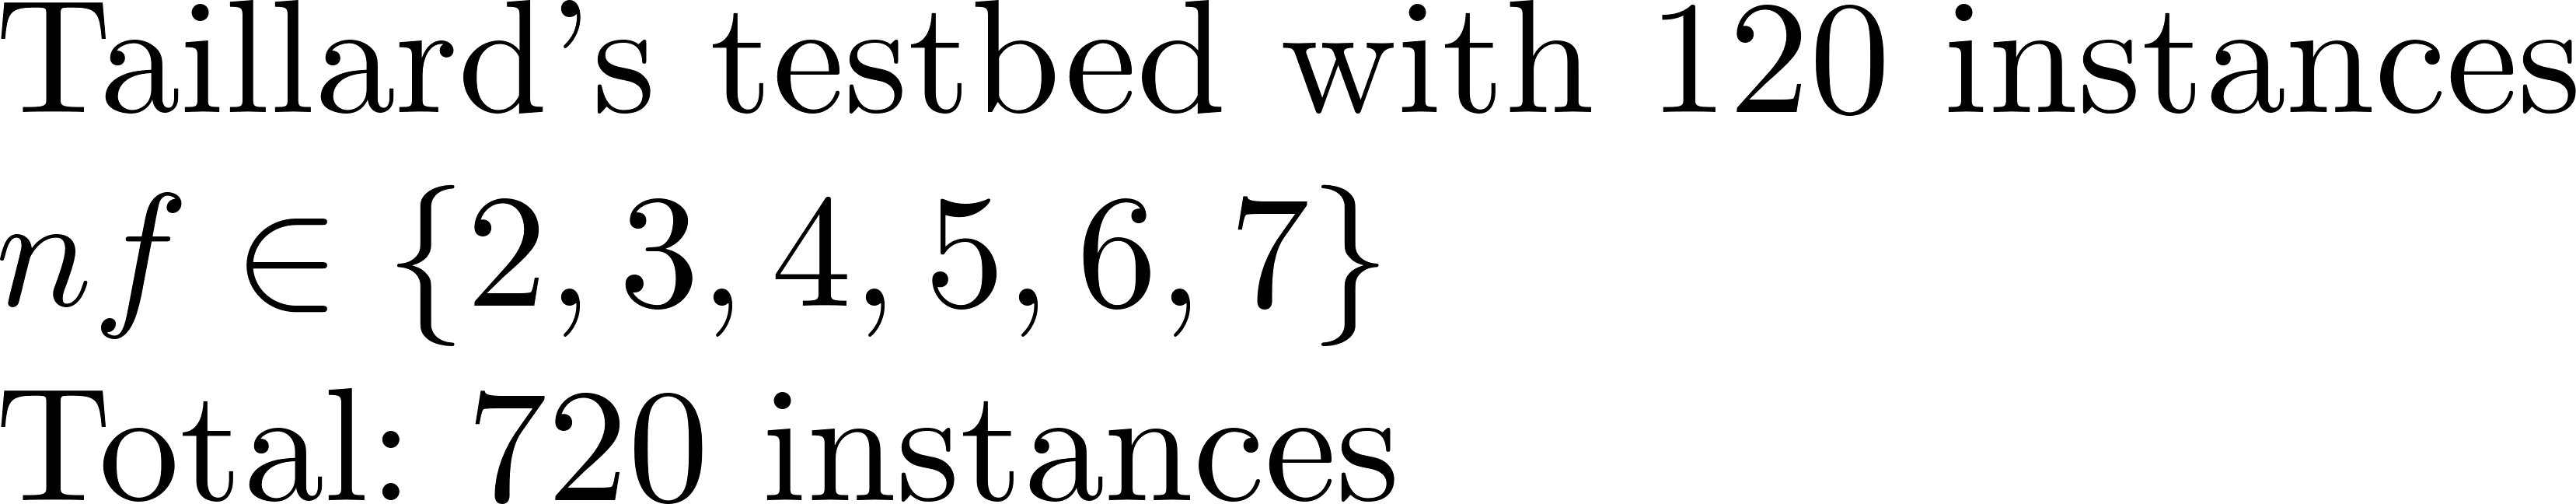 Taillard’s testbed with 120 instances
nf ∈ {2, 3, 4, 5, 6, 7}
Total: 720 instances